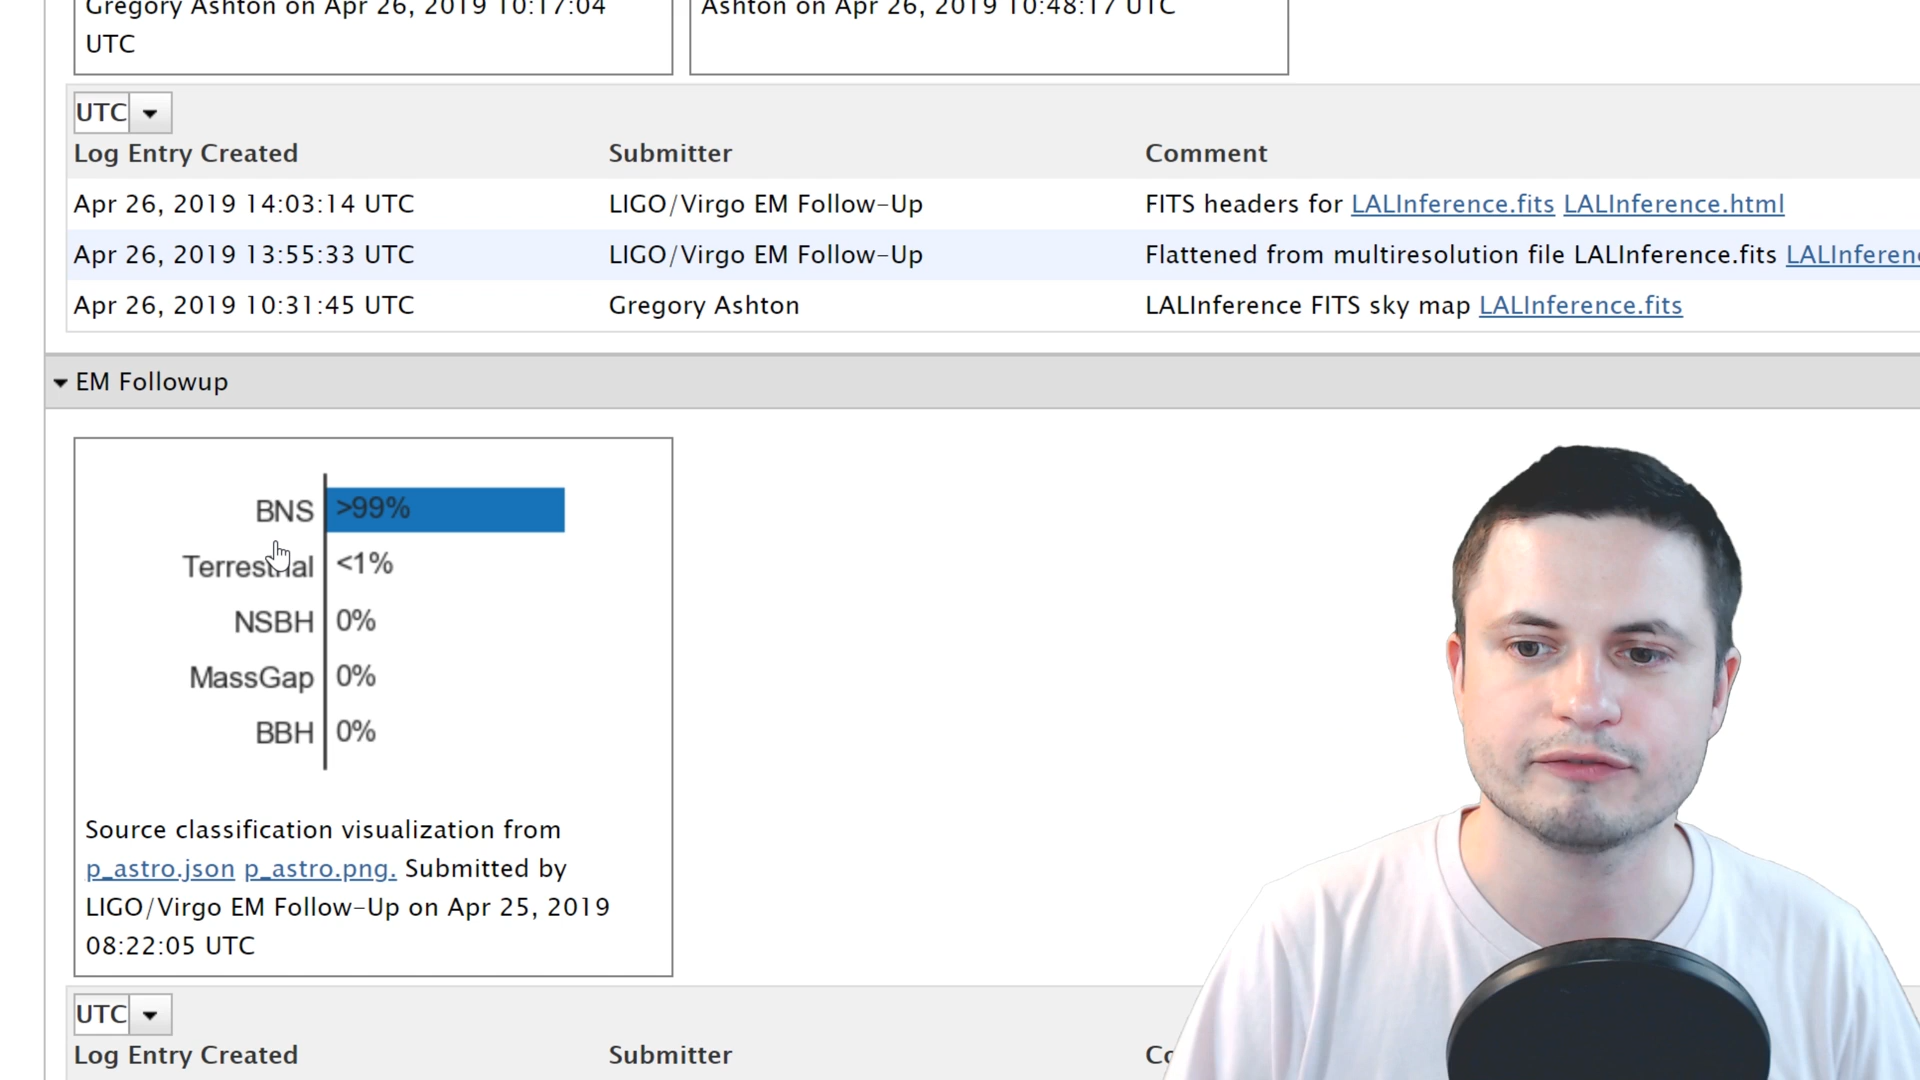 Gregory Ashton on Apr 26, 2019 10:17:04
UTC
Ashton on Apr 26, 2019 10:48:17 UTC
UTC
Log Entry Created Submitter Comment
Apr 26, 2019 14:03:14 UTC LIGO/Virgo EM Follow-Up FITS headers for LALInference.fits LALInference.html
Apr 26, 2019 13:55:33 UTC LIGO/Virgo EM Follow-Up Flattened from multiresolution file LALInference.fits LALInferenc
Apr 26, 2019 10:31:45 UTC Gregory Ashton LALInference FITS sky map LALInference.fits
EM Followup
BNS >99%
Terrestrial <1%
NSBH 0%
MassGap 0%
BBH 0%
Source classification visualization from
p_astro.json p_astro.png. Submitted by
LIGO/Virgo EM Follow-Up on Apr 25, 2019
08:22:05 UTC
UTC
Log Entry Created Submitter Co